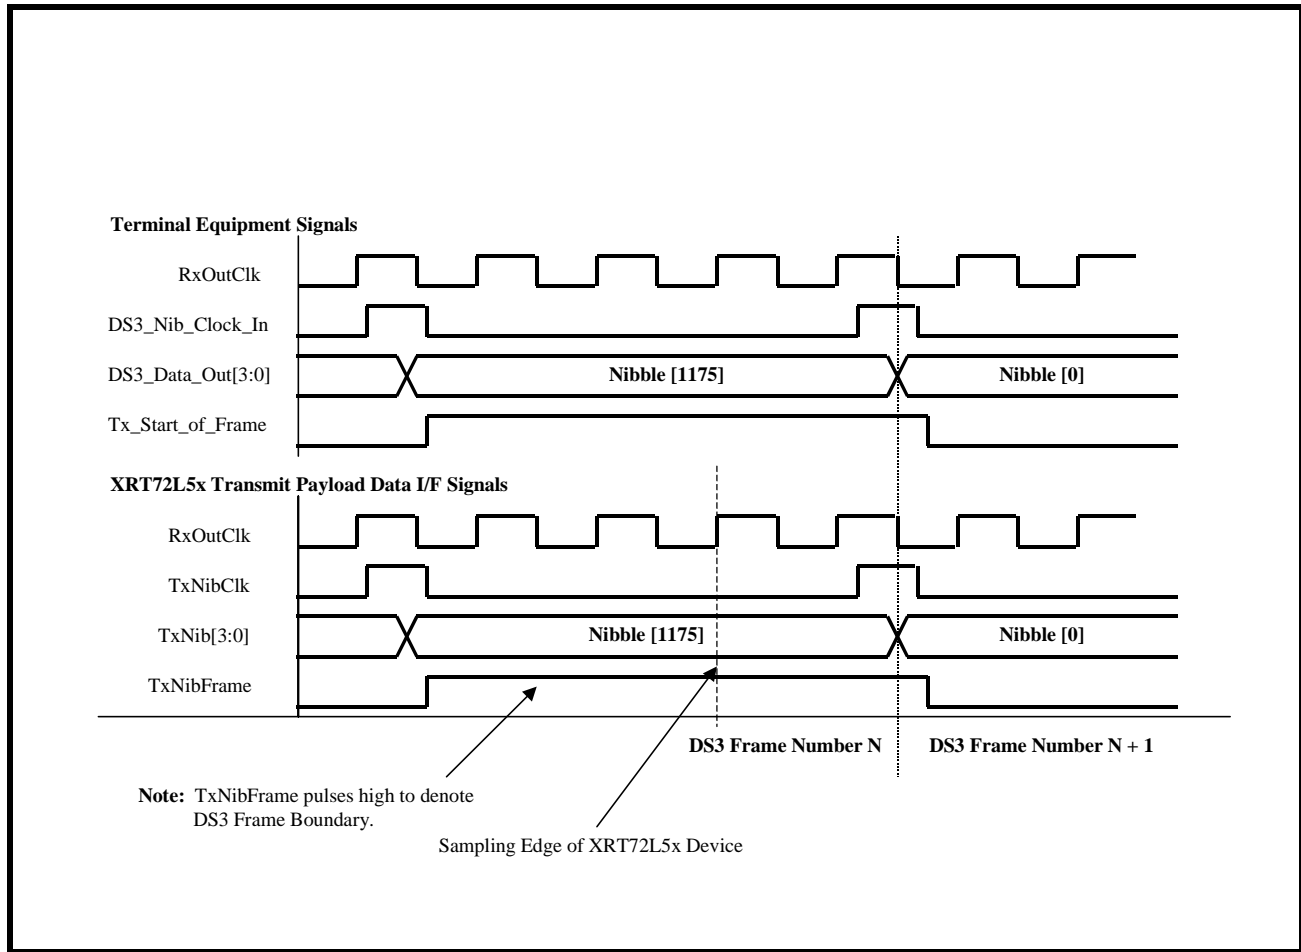 Terminal Equipment Signals
RxOutClk
DS3_Nib_Clock_In
DS3_Data_Out[3:0]
Nibble [1175]
Nibble [0]
Tx_Start_of_Frame
XRT72L5x Transmit Payload Data I/F Signals
RxOutClk
TxNibClk
TxNib[3:0]
Nibble [1175]
Nibble [0]
TxNibFrame
DS3 Frame Number N
DS3 Frame Number N + 1
Note: TxNibFrame pulses high to denote
DS3 Frame Boundary.
Sampling Edge of XRT72L5x Device